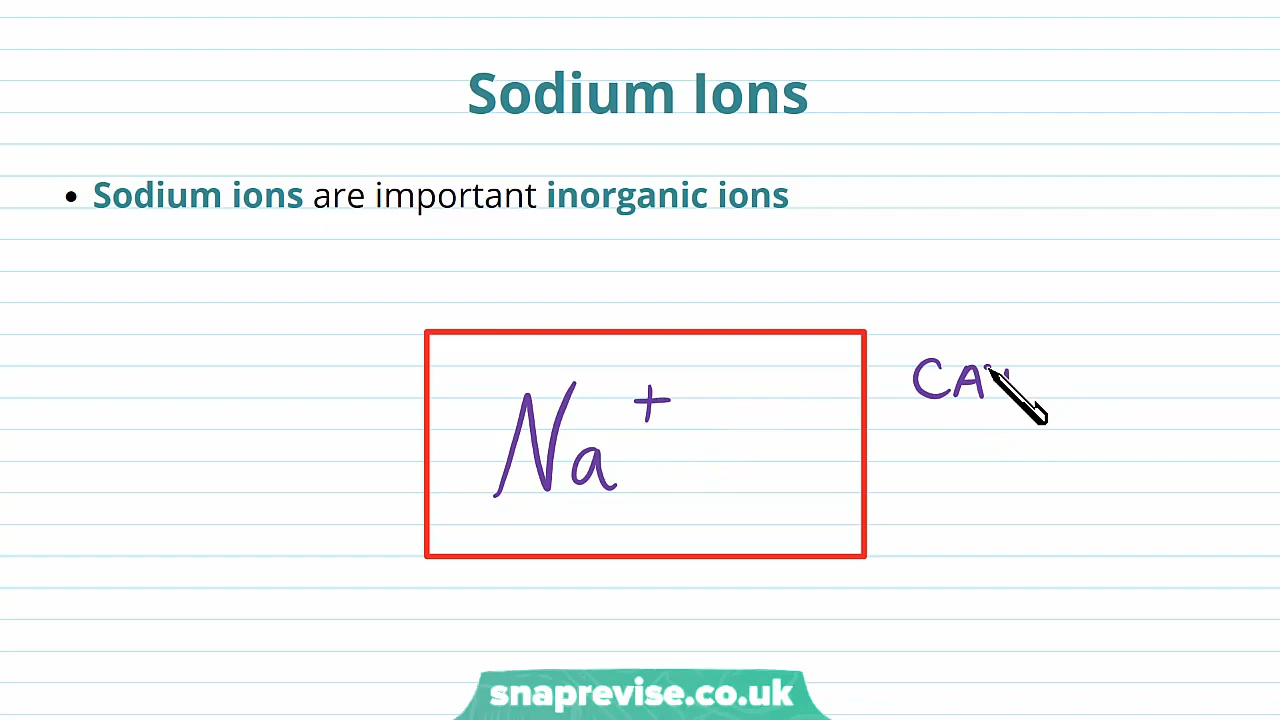 Sodium Ions
• Sodium ions are important inorganic ions
Na⁺
snaprevise.co.uk